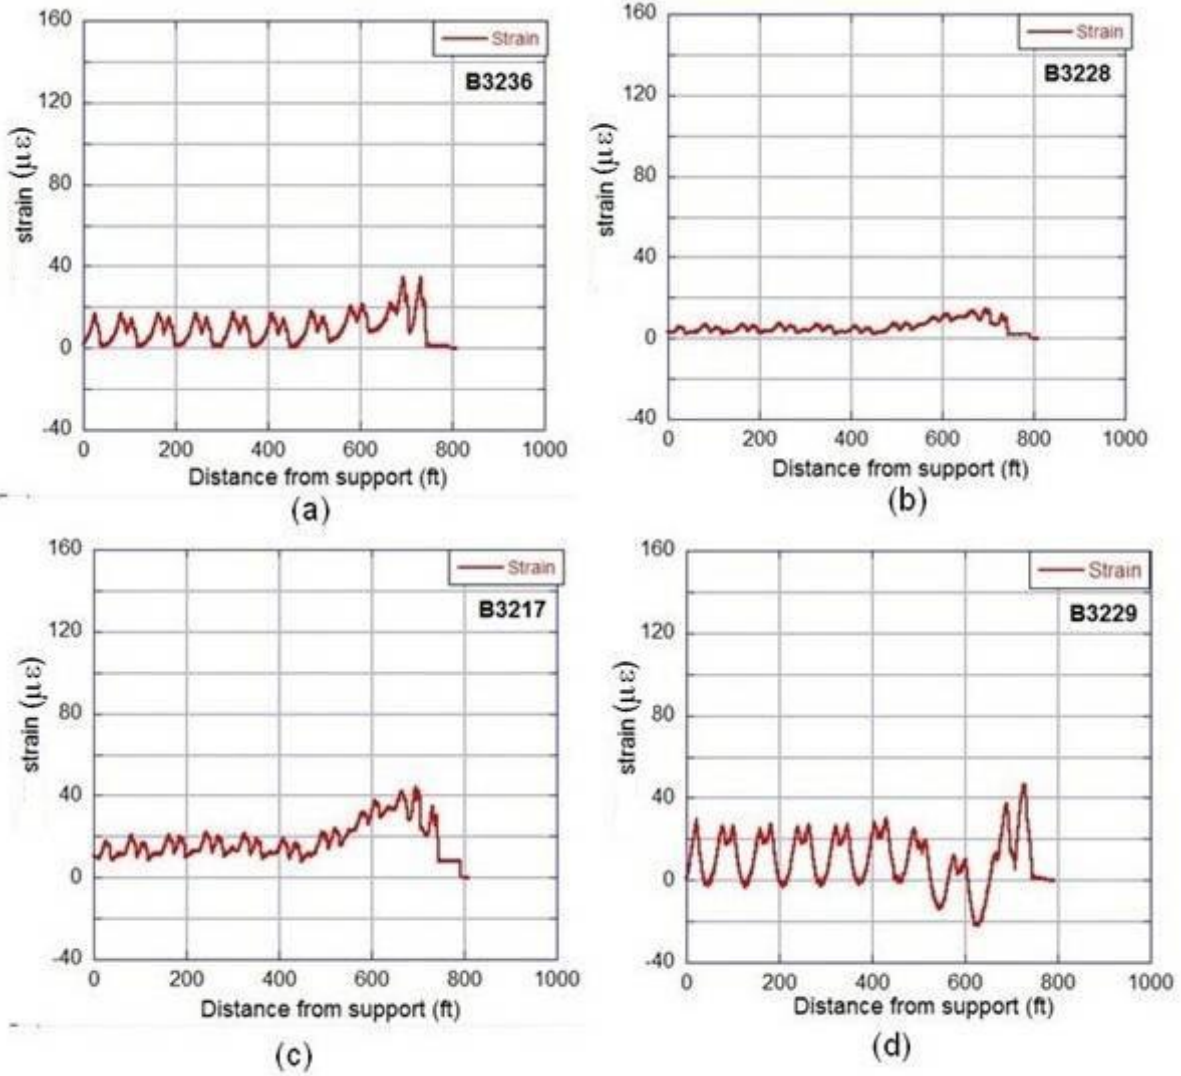 160
120
80
40
0
-40
strain (με)
Strain
B3236
0 200 400 600 800 1000
Distance from support (ft)
(a)
160
120
80
40
0
-40
strain (με)
Strain
B3228
0 200 400 600 800 1000
Distance from support (ft)
(b)
160
120
80
40
0
-40
strain (με)
Strain
B3217
0 200 400 600 800 1000
Distance from support (ft)
(c)
160
120
80
40
0
-40
strain (με)
Strain
B3229
0 200 400 600 800 1000
Distance from support (ft)
(d)